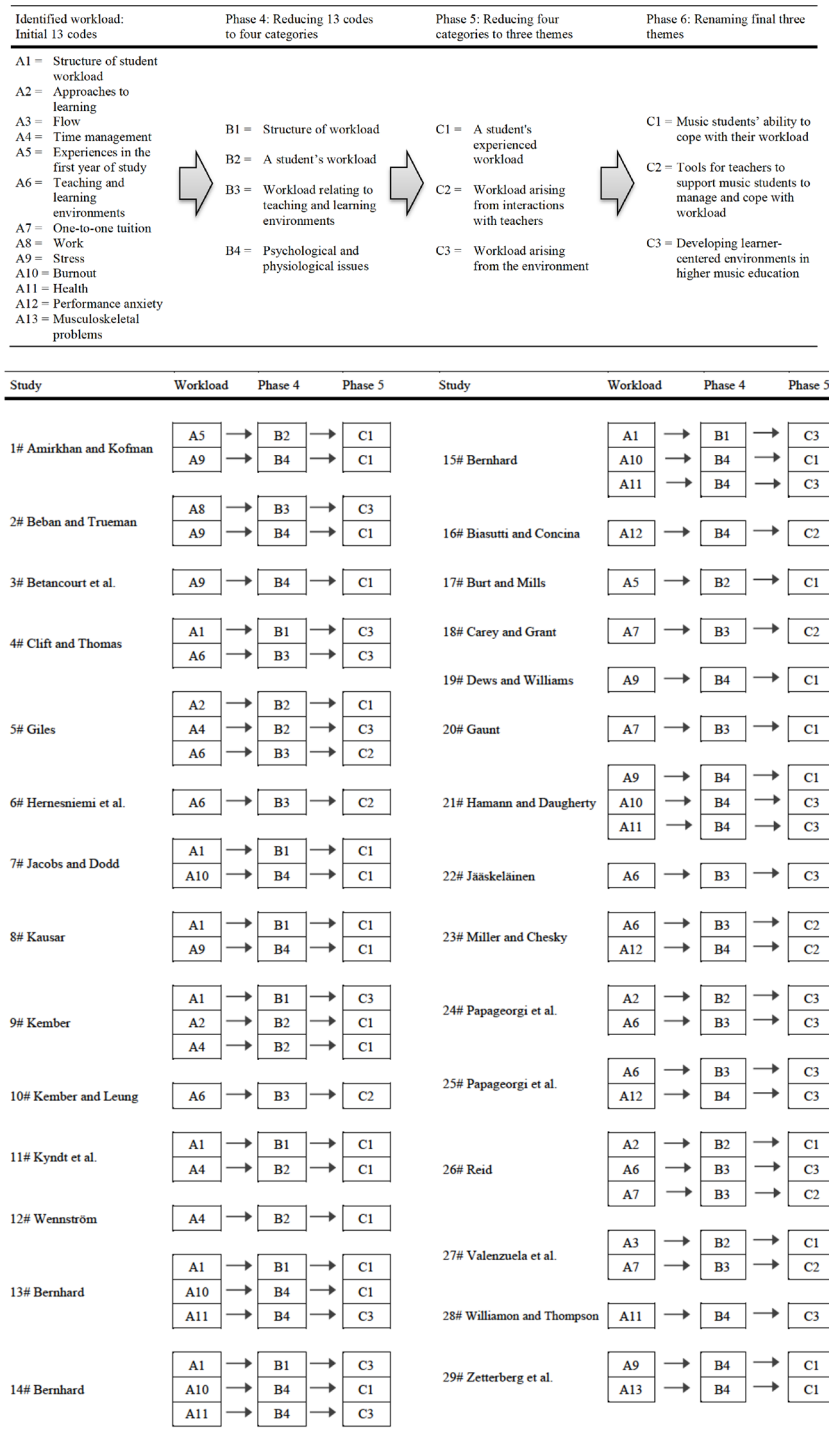 Identified workload:
Initial 13 codes
Phase 4: Reducing 13 codes
to four categories
Phase 5: Reducing four
categories to three themes
Phase 6: Renaming final three
themes
A1 = Structure of student
workload
A2 = Approaches to
learning
A3 = Flow
A4 = Time management
A5 = Experiences in the
first year of study
A6 = Teaching and
learning
environments
A7 = One-to-one tuition
A8 = Work
A9 = Stress
A10 = Burnout
A11 = Health
A12 = Performance anxiety
A13 = Musculoskeletal
problems
B1 = Structure of workload
B2 = A student’s workload
B3 = Workload relating to
teaching and learning
environments
B4 = Psychological and
physiological issues
C1 = A student's
experienced
workload
C2 = Workload arising
from interactions
with teachers
C3 = Workload arising
from the environment
C1 = Music students’ ability to
cope with their workload
C2 = Tools for teachers to
support music students to
manage and cope with
workload
C3 = Developing learner-
centered environments in
higher music education
Study Workload Phase 4 Phase 5
1# Amirkhan and Kofman
A5 B2 C1
A9 B4 C1
2# Beban and Trueman
A8 B3 C3
A9 B4 C1
3# Betancourt et al.
A9 B4 C1
4# Clift and Thomas
A1 B1 C3
A6 B3 C3
5# Giles
A2 B2 C1
A4 B2 C3
A6 B3 C2
6# Hernesniemi et al.
A6 B3 C2
7# Jacobs and Dodd
A1 B1 C1
A10 B4 C1
8# Kausar
A1 B1 C1
A9 B4 C1
9# Kember
A1 B1 C3
A2 B2 C1
A4 B2 C1
10# Kember and Leung
A6 B3 C2
11# Kyndt et al.
A1 B1 C1
A4 B2 C1
12# Wennström
A4 B2 C1
13# Bernhard
A1 B1 C1
A10 B4 C1
A11 B4 C3
14# Bernhard
A1 B1 C3
A10 B4 C1
A11 B4 C3
Study Workload Phase 4 Phase 5
15# Bernhard
A1 B1 C3
A10 B4 C1
A11 B4 C3
16# Biasutti and Concina
A12 B4 C2
17# Burt and Mills
A5 B2 C1
18# Carey and Grant
A7 B3 C2
19# Dews and Williams
A9 B4 C1
20# Gaunt
A7 B3 C1
21# Hamann and Daugherty
A9 B4 C1
A10 B4 C3
A11 B4 C3
22# Jääskeläinen
A6 B3 C3
23# Miller and Chesky
A6 B3 C2
A12 B4 C2
24# Papageorgi et al.
A2 B2 C3
A6 B3 C3
25# Papageorgi et al.
A6 B3 C3
A12 B4 C3
26# Reid
A2 B2 C1
A6 B3 C3
A7 B3 C2
27# Valenzuela et al.
A3 B2 C1
A7 B3 C2
28# Williamon and Thompson
A11 B4 C3
29# Zetterberg et al.
A9 B4 C1
A13 B4 C1